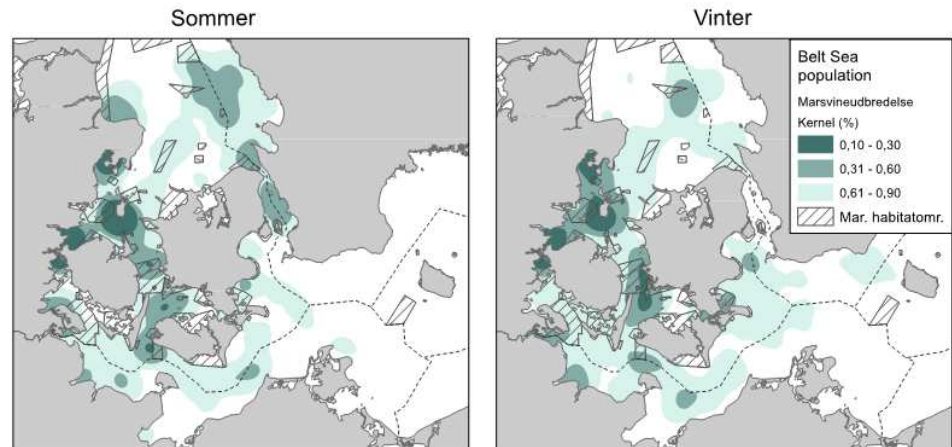 Sommer
Vinter
Belt Sea
population
Marsvineudbredelse
Kernel (%)
0,10 - 0,30
0,31 - 0,60
0,61 - 0,90
Mar. habitatomr.